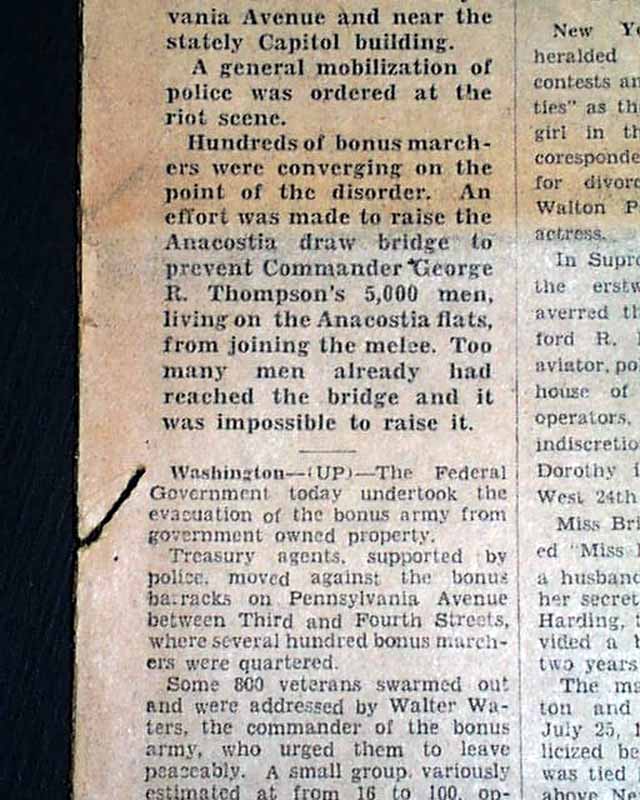 vania Avenue and near the
stately Capitol building.
A general mobilization of
police was ordered at the
riot scene.
Hundreds of bonus march-
ers were converging on the
point of the disorder. An
effort was made to raise the
Anacostia draw bridge to
prevent Commander George
R. Thompson's 5,000 men,
living on the Anacostia flats,
from joining the melee. Too
many men already had
reached the bridge and it
was impossible to raise it.
Washington—(UP)—The Federal
Government today undertook the
evacuation of the bonus army from
government owned property.
Treasury agents, supported by
police, moved against the bonus
barracks on Pennsylvania Avenue
between Third and Fourth Streets,
where several hundred bonus march-
ers were quartered.
Some 800 veterans swarmed out
and were addressed by Walter Wa-
ters, the commander of the bonus
army, who urged them to leave
peaceably. A small group, variously
estimated at from 16 to 100, op-
New
heralded
contests
ties" as
girl in
coresponde
for
Walton
actress.
In
the
averred
ford R.
aviator,
house of
operators,
indiscretio
Dorothy
West 24th
Miss
ed "Miss
a husband
her secret
Harding,
vided a
two years
The
ton and
July 25,
licized
was tied
above